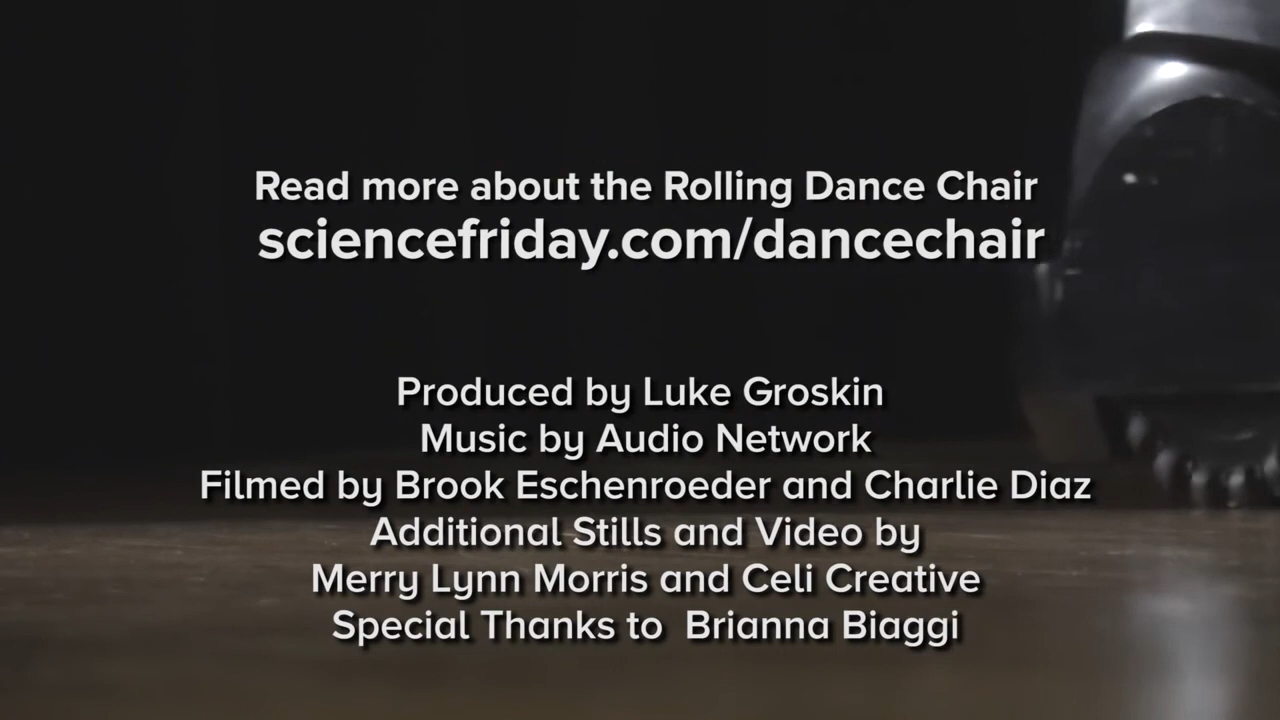 Read more about the Rolling Dance Chair
sciencefriday.com/dancechair
Produced by Luke Groskin
Music by Audio Network
Filmed by Brook Eschenroeder and Charlie Diaz
Additional Stills and Video by
Merry Lynn Morris and Celi Creative
Special Thanks to  Brianna Biaggi